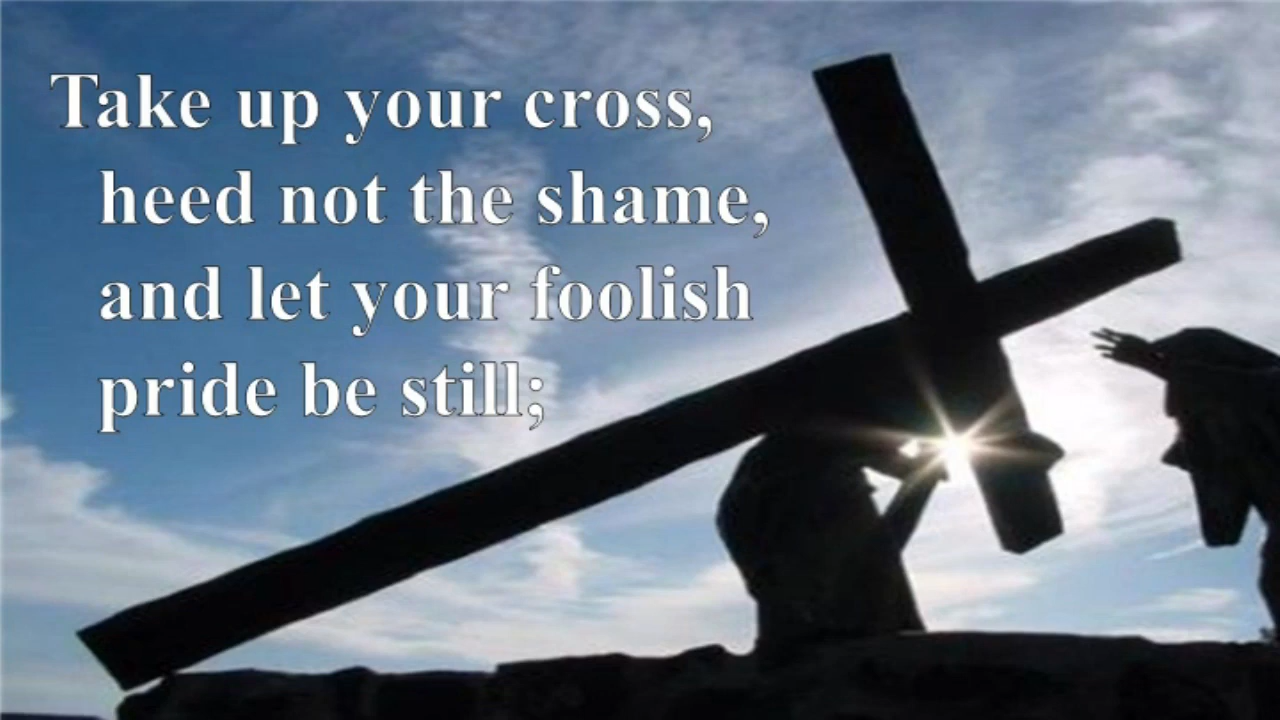 Take up your cross,
heed not the shame,
and let your foolish
pride be still;